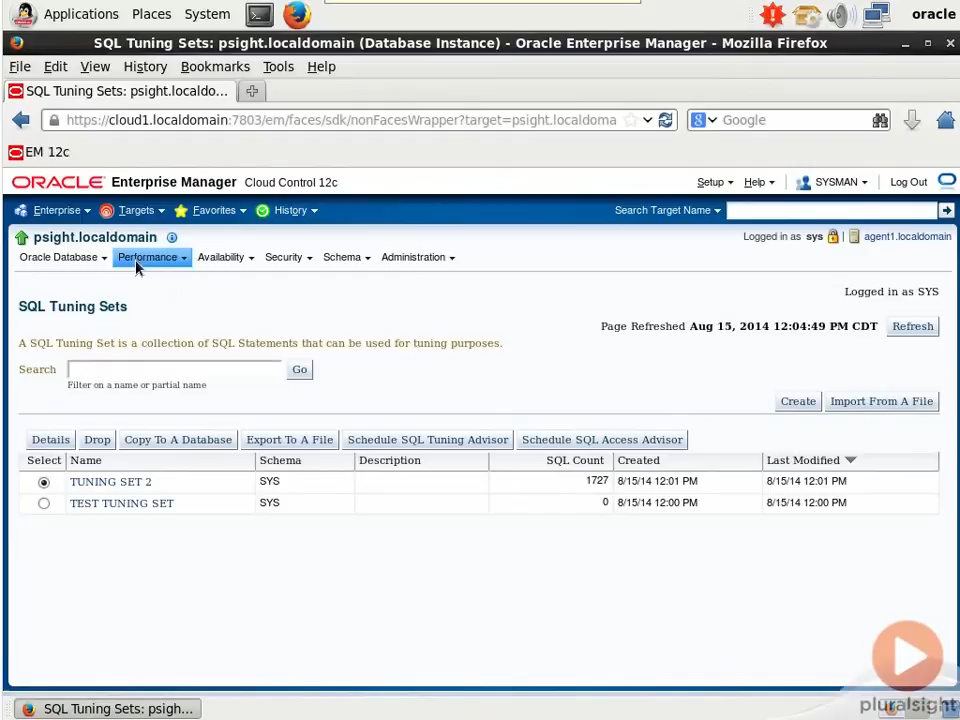 Applications Places System oracle
SQL Tuning Sets: psight.localdomain (Database Instance) - Oracle Enterprise Manager - Mozilla Firefox
File Edit View History Bookmarks Tools Help
SQL Tuning Sets: psight.localdo...
https://cloud1.localdomain:7803/em/faces/sdk/nonFacesWrapper?target=psight.localdoma Google
EM 12c
ORACLE Enterprise Manager Cloud Control 12c Setup Help SYSMAN Log Out
Enterprise Targets Favorites History Search Target Name
psight.localdomain Logged in as sys agent1.localdomain
Oracle Database Performance Availability Security Schema Administration
Logged in as SYS
SQL Tuning Sets
Page Refreshed Aug 15, 2014 12:04:49 PM CDT Refresh
A SQL Tuning Set is a collection of SQL Statements that can be used for tuning purposes.
Search Go
Filter on a name or partial name
Create Import From A File
Details Drop Copy To A Database Export To A File Schedule SQL Tuning Advisor Schedule SQL Access Advisor
Select Name Schema Description SQL Count Created Last Modified
TUNING SET 2 SYS 1727 8/15/14 12:01 PM 8/15/14 12:01 PM
TEST TUNING SET SYS 0 8/15/14 12:00 PM 8/15/14 12:00 PM
SQL Tuning Sets: psigh...
pluralsight